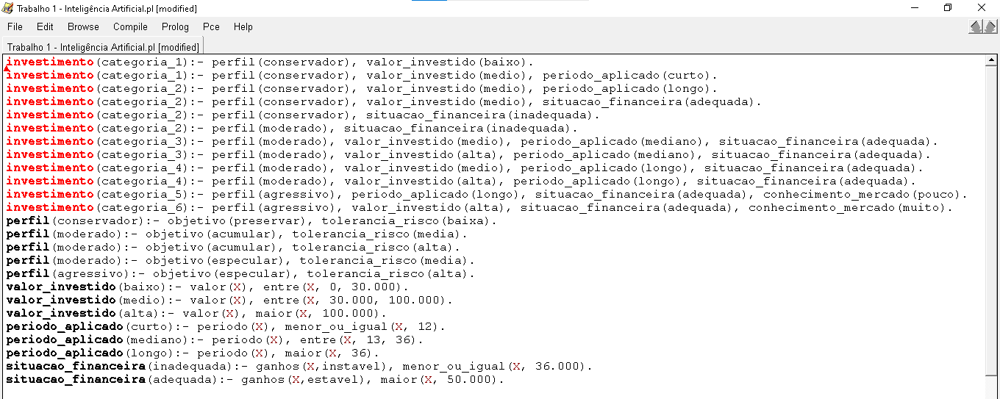 Trabalho 1 - Inteligência Artificial.pl [modified]
File Edit Browse Compile Prolog Pce Help
Trabalho 1 - Inteligência Artificial.pl [modified]
investimento(categoria_1):- perfil(conservador), valor_investido(baixo).
investimento(categoria_1):- perfil(conservador), valor_investido(medio), periodo_aplicado(curto).
investimento(categoria_2):- perfil(conservador), valor_investido(medio), periodo_aplicado(longo).
investimento(categoria_2):- perfil(conservador), valor_investido(medio), situacao_financeira(adequada).
investimento(categoria_2):- perfil(conservador), situacao_financeira(inadequada).
investimento(categoria_2):- perfil(moderado), situacao_financeira(inadequada).
investimento(categoria_3):- perfil(moderado), valor_investido(medio), periodo_aplicado(mediano), situacao_financeira(adequada).
investimento(categoria_3):- perfil(moderado), valor_investido(alta), periodo_aplicado(mediano), situacao_financeira(adequada).
investimento(categoria_4):- perfil(moderado), valor_investido(medio), periodo_aplicado(longo), situacao_financeira(adequada).
investimento(categoria_4):- perfil(moderado), valor_investido(alta), periodo_aplicado(longo), situacao_financeira(adequada).
investimento(categoria_5):- perfil(agressivo), periodo_aplicado(longo), situacao_financeira(adequada), conhecimento_mercado(pouco).
investimento(categoria_6):- perfil(agressivo), valor_investido(alta), situacao_financeira(adequada), conhecimento_mercado(muito).
perfil(conservador):- objetivo(preservar), tolerancia_risco(baixa).
perfil(moderado):- objetivo(acumular), tolerancia_risco(media).
perfil(moderado):- objetivo(acumular), tolerancia_risco(alta).
perfil(moderado):- objetivo(especular), tolerancia_risco(media).
perfil(agressivo):- objetivo(especular), tolerancia_risco(alta).
valor_investido(baixo):- valor(X), entre(X, 0, 30.000).
valor_investido(medio):- valor(X), entre(X, 30.000, 100.000).
valor_investido(alta):- valor(X), maior(X, 100.000).
periodo_aplicado(curto):- periodo(X), menor_ou_igual(X, 12).
periodo_aplicado(mediano):- periodo(X), entre(X, 13, 36).
periodo_aplicado(longo):- periodo(X), maior(X, 36).
situacao_financeira(inadequada):- ganhos(X,instavel), menor_ou_igual(X, 36.000).
situacao_financeira(adequada):- ganhos(X,estavel), maior(X, 50.000).